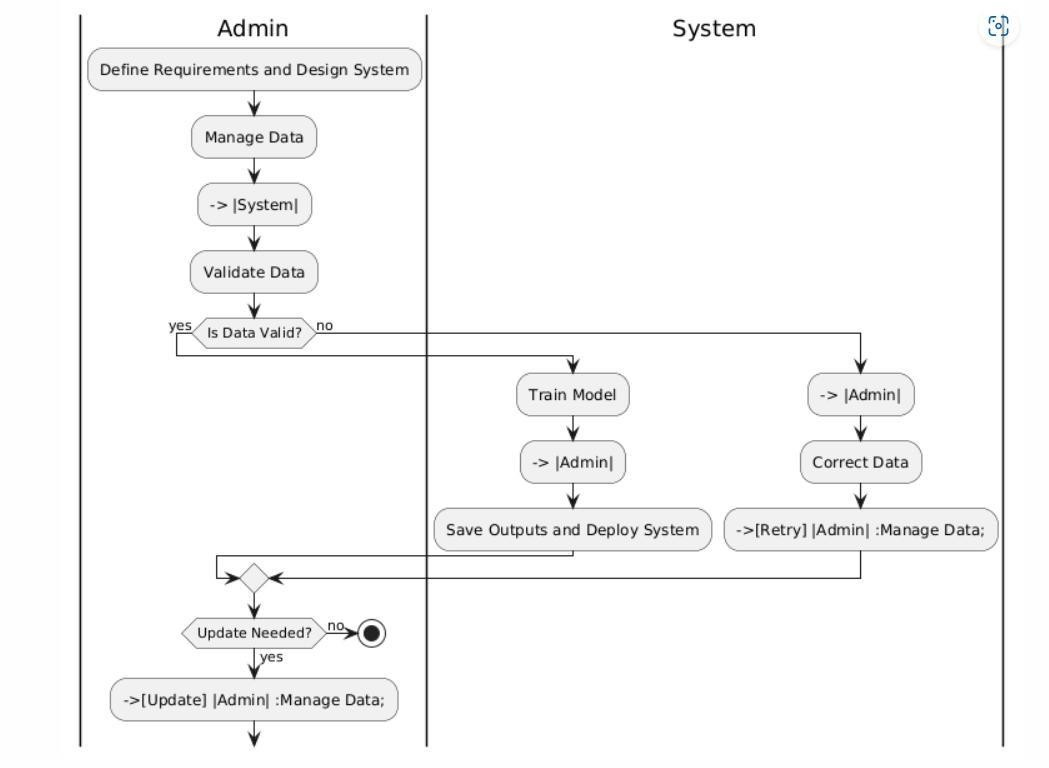 Admin
System
Define Requirements and Design System
Manage Data
-> |System|
Validate Data
yes
Is Data Valid?
no
Train Model
-> |Admin|
-> |Admin|
Correct Data
Save Outputs and Deploy System
->[Retry] |Admin| :Manage Data;
Update Needed?
no
yes
->[Update] |Admin| :Manage Data;